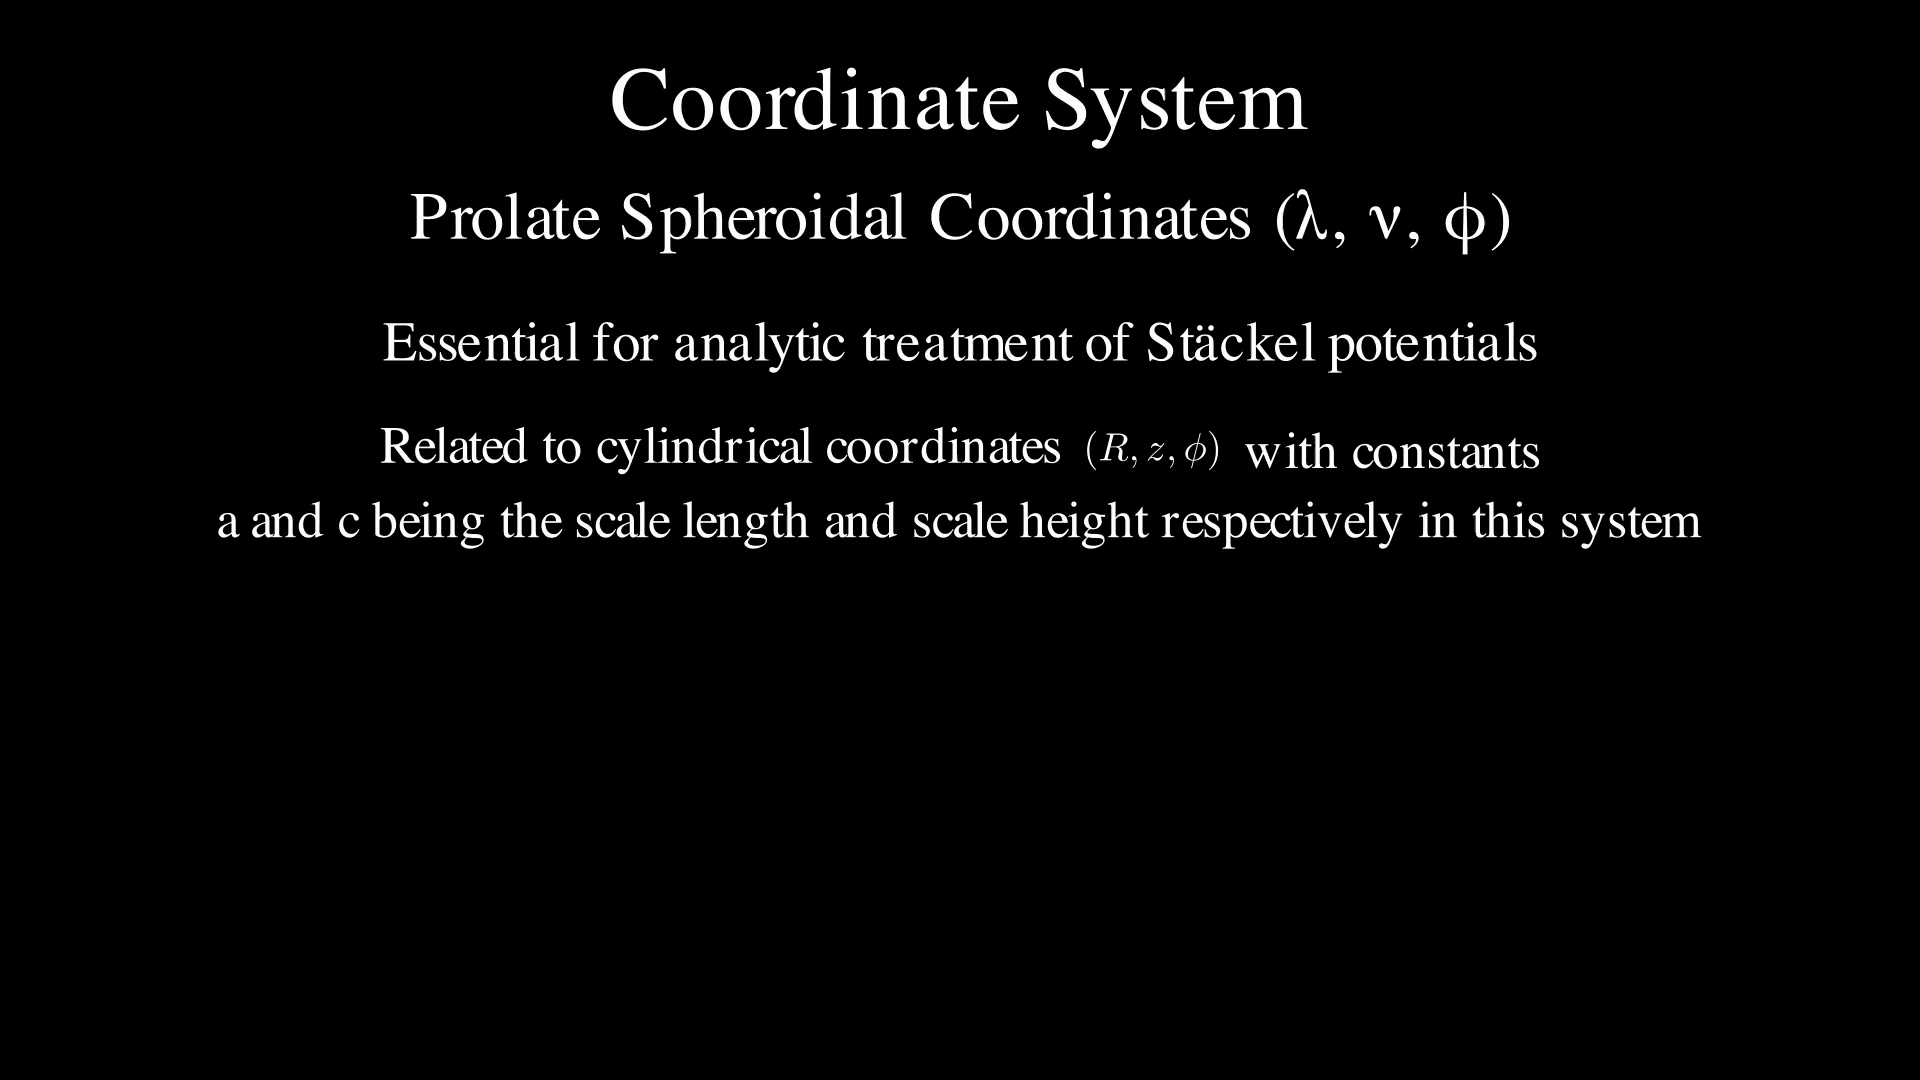 Coordinate System
Prolate Spheroidal Coordinates (λ, ν, φ)
Essential for analytic treatment of Stäckel potentials
Related to cylindrical coordinates (R, z, ϕ) with constants
a and c being the scale length and scale height respectively in this system